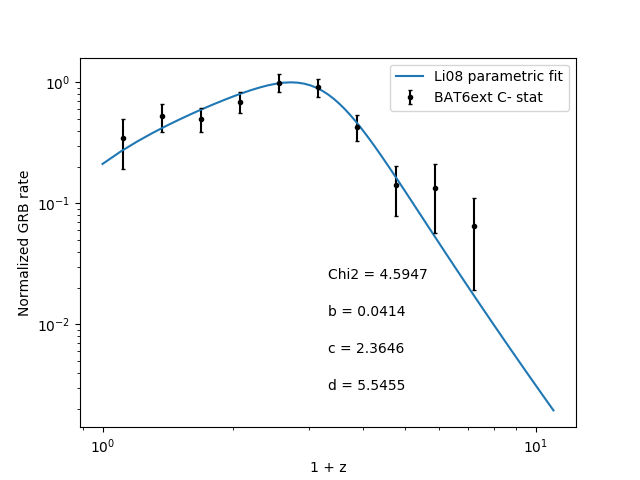 Li08 parametric fit
BAT6ext C- stat
Normalized GRB rate
10⁰
10⁻¹
10⁻²
Chi2 = 4.5947
b = 0.0414
c = 2.3646
d = 5.5455
10⁰
10¹
1 + z